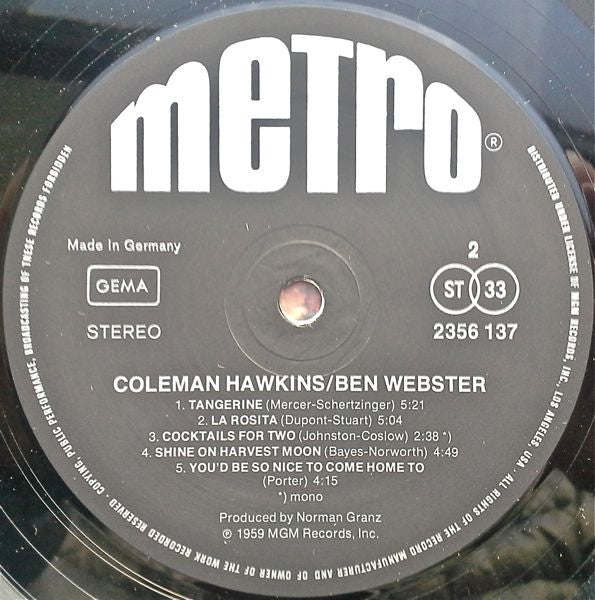 metro®
Made in Germany
GEMA
STEREO
2
ST 33
2356 137
COLEMAN HAWKINS/BEN WEBSTER
1. TANGERINE (Mercer-Schertzinger) 5:21
2. LA ROSITA (Dupont-Stuart) 5:04
3. COCKTAILS FOR TWO (Johnston-Coslow) 2:38 *)
4. SHINE ON HARVEST MOON (Bayes-Norworth) 4:49
5. YOU'D BE SO NICE TO COME HOME TO
(Porter) 4:15
*) mono
Produced by Norman Granz
℗ 1959 MGM Records, Inc.
DISTRIBUTED UNDER LICENSE OF MGM RECORDS, INC., LOS ANGELES, USA · ALL RIGHTS OF THE RECORD MANUFACTURER AND OF OWNER OF THE WORK RECORDED RESERVED - COPYING, PUBLIC PERFORMANCE, BROADCASTING OF THESE RECORDS FORBIDDEN